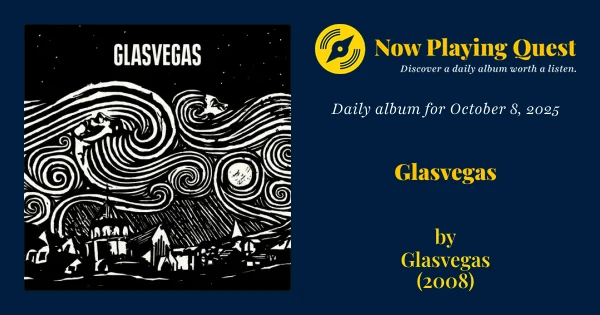 GLASVEGAS
Now Playing Quest
Discover a daily album worth a listen.
Daily album for October 8, 2025
Glasvegas
by
Glasvegas
(2008)